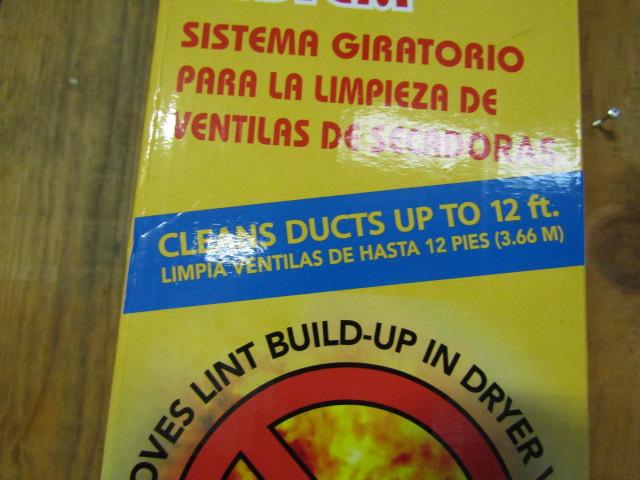 SISTEMA GIRATORIO
PARA LA LIMPIEZA DE
VENTILAS DE SECADORAS
CLEANS DUCTS UP TO 12 ft.
LIMPIA VENTILAS DE HASTA 12 PIES (3.66 M)
LINT BUILD-UP IN DRYER